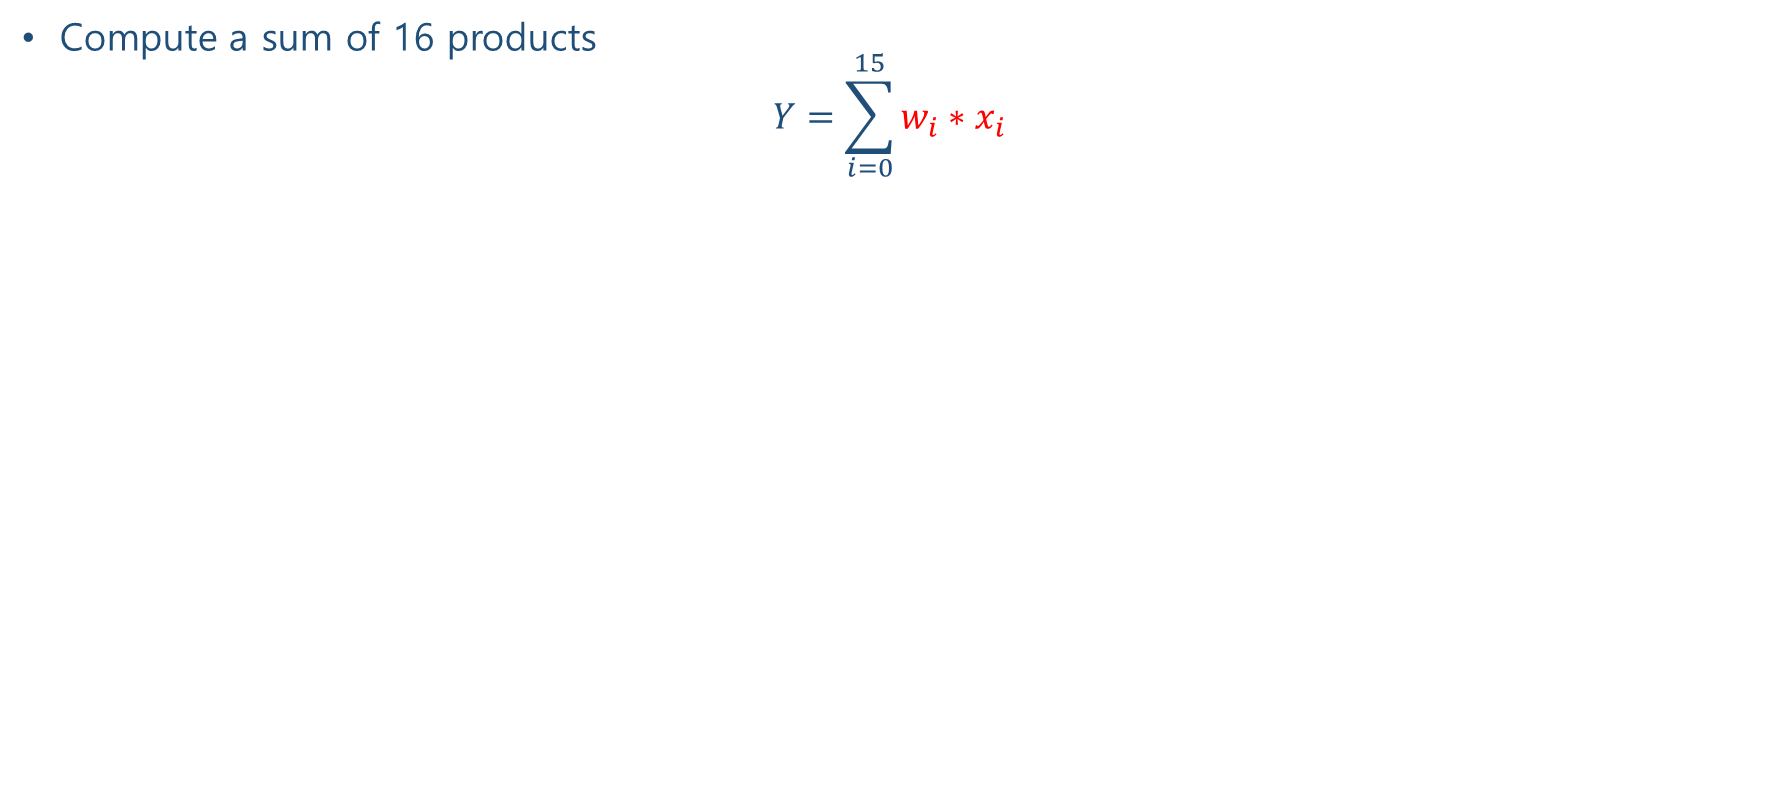 • Compute a sum of 16 products
15
Y = ∑ wᵢ * xᵢ
i=0